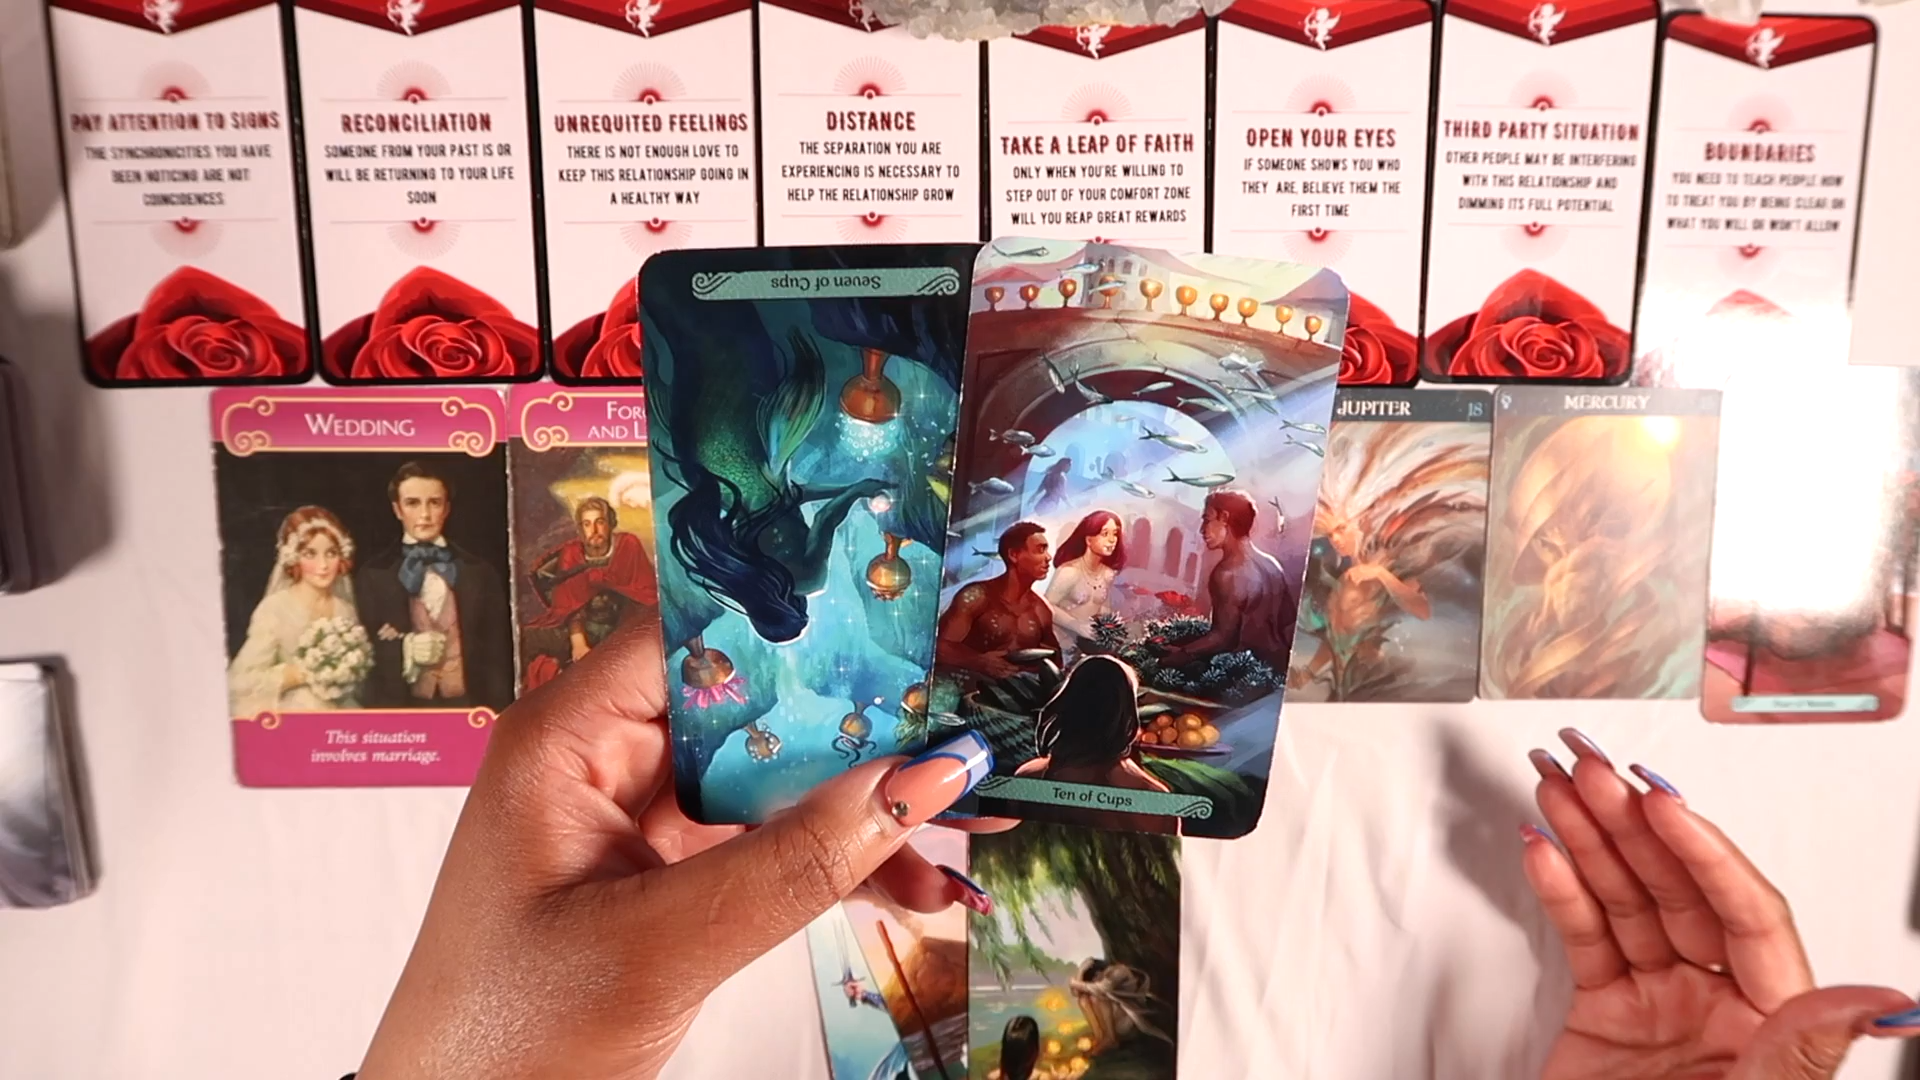 PAY ATTENTION TO SIGNS
THE SYNCHRONICITIES YOU HAVE
BEEN NOTICING ARE NOT
COINCIDENCES
RECONCILIATION
SOMEONE FROM YOUR PAST IS OR
WILL BE RETURNING TO YOUR LIFE
SOON
UNREQUITED FEELINGS
THERE IS NOT ENOUGH LOVE TO
KEEP THIS RELATIONSHIP GOING IN
A HEALTHY WAY
DISTANCE
THE SEPARATION YOU ARE
EXPERIENCING IS NECESSARY TO
HELP THE RELATIONSHIP GROW
TAKE A LEAP OF FAITH
ONLY WHEN YOU'RE WILLING TO
STEP OUT OF YOUR COMFORT ZONE
WILL YOU REAP GREAT REWARDS
OPEN YOUR EYES
IF SOMEONE SHOWS YOU WHO
THEY ARE, BELIEVE THEM THE
FIRST TIME
THIRD PARTY SITUATION
OTHER PEOPLE MAY BE INTERFERING
WITH THIS RELATIONSHIP AND
DIMMING ITS FULL POTENTIAL
BOUNDARIES
YOU NEED TO TEACH PEOPLE HOW
TO TREAT YOU BY BEING CLEAR ON
WHAT YOU WILL OR WON'T ALLOW
Seven of Cups
Ten of Cups
WEDDING
This situation
involves marriage.
FOR
AND L
JUPITER 18
MERCURY